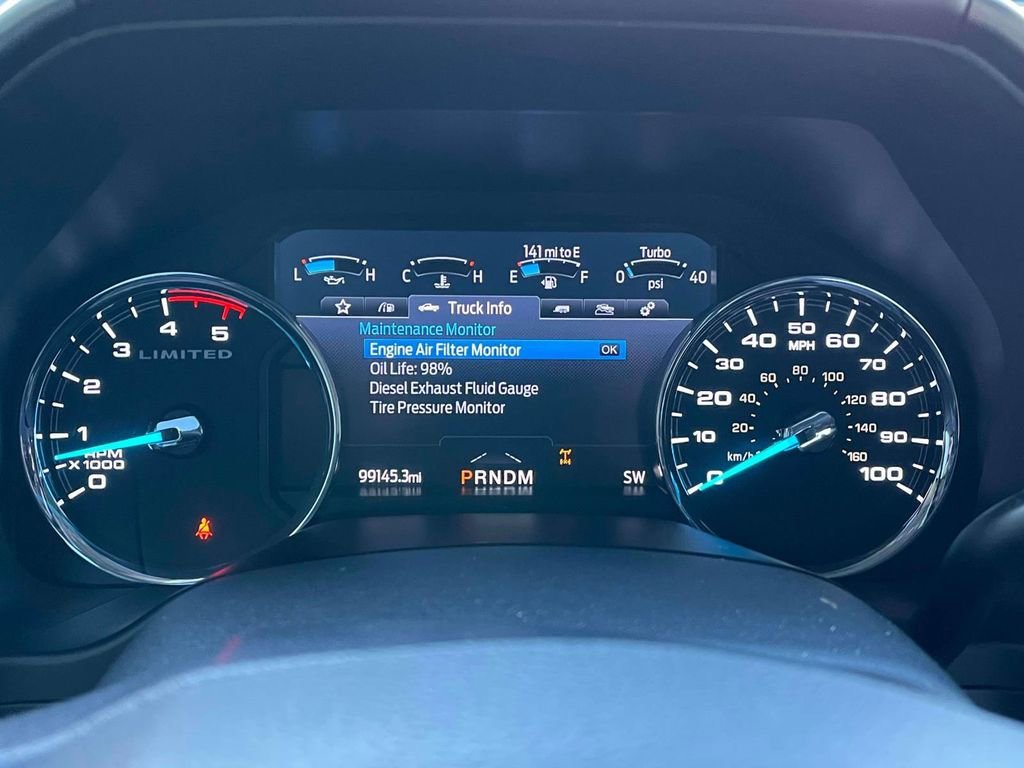 141 mi to E
Turbo
L H
C H
E F
0 40
psi
Truck Info
Maintenance Monitor
Engine Air Filter Monitor OK
Oil Life: 98%
Diesel Exhaust Fluid Gauge
Tire Pressure Monitor
99145.3mi
PRNDM
SW
0
1
2
3
4
5
LIMITED
RPM
X1000
0
10
20
30
40
50
60
70
80
90
100
MPH
20
40
60
80
100
120
140
160
km/h